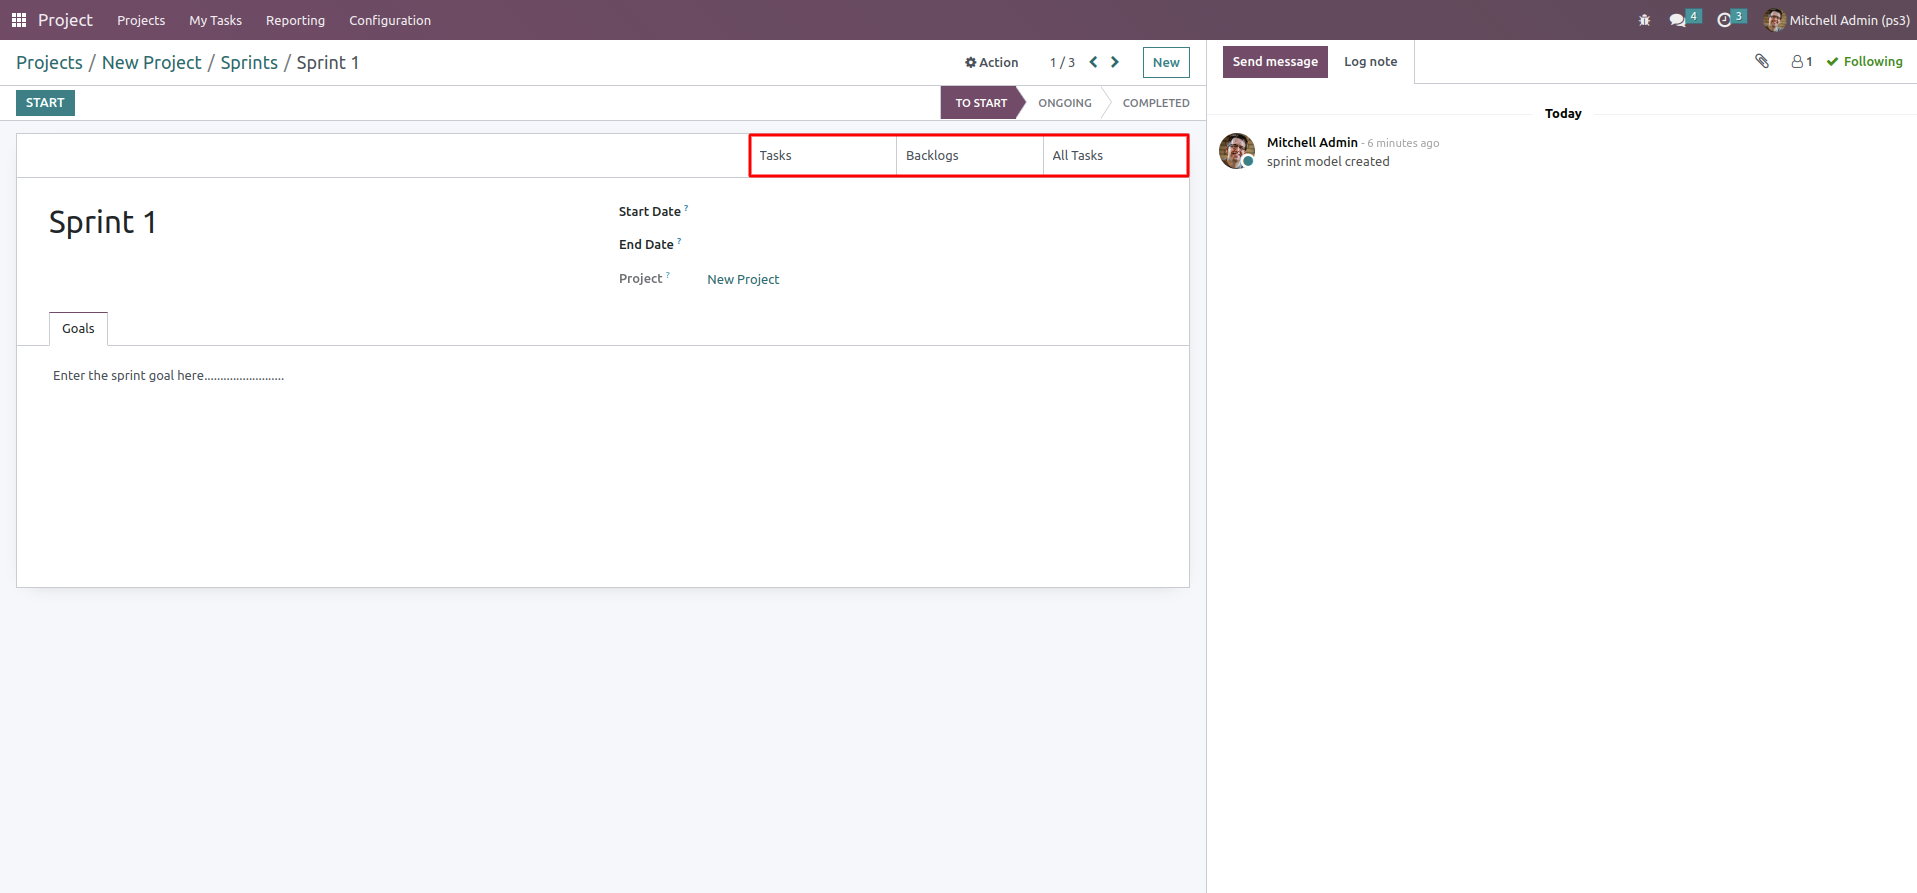 Project Projects My Tasks Reporting Configuration 4 3 Mitchell Admin (ps3)
Projects / New Project / Sprints / Sprint 1 Action 1 / 3 New
START TO START ONGOING COMPLETED
Tasks Backlogs All Tasks
Sprint 1
Start Date ?
End Date ?
Project ? New Project
Goals
Enter the sprint goal here.........................
Send message Log note 1 Following
Today
Mitchell Admin - 6 minutes ago
sprint model created